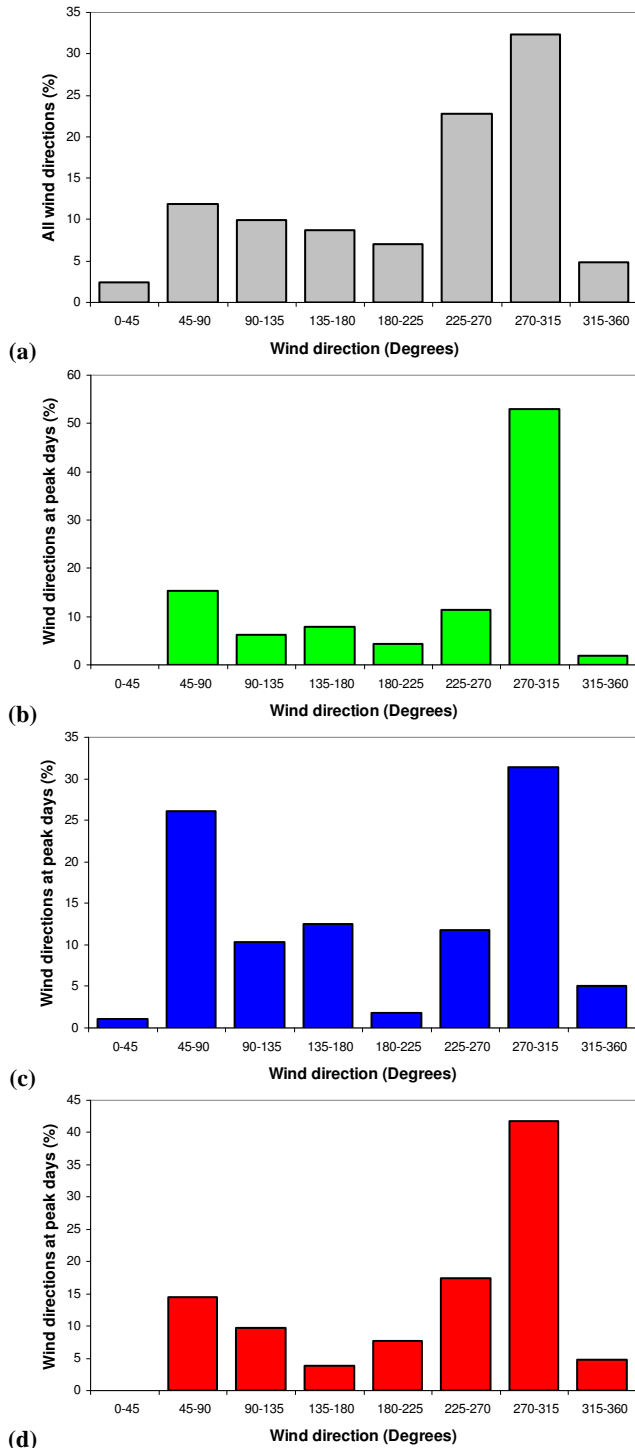 All wind directions (%)
35
30
25
20
15
10
5
0
0-45 45-90 90-135 135-180 180-225 225-270 270-315 315-360
(a) Wind direction (Degrees)
Wind directions at peak days (%)
60
50
40
30
20
10
0
0-45 45-90 90-135 135-180 180-225 225-270 270-315 315-360
(b) Wind direction (Degrees)
Wind directions at peak days (%)
35
30
25
20
15
10
5
0
0-45 45-90 90-135 135-180 180-225 225-270 270-315 315-360
(c) Wind direction (Degrees)
Wind directions at peak days (%)
45
40
35
30
25
20
15
10
5
0
0-45 45-90 90-135 135-180 180-225 225-270 270-315 315-360
(d) Wind direction (Degrees)